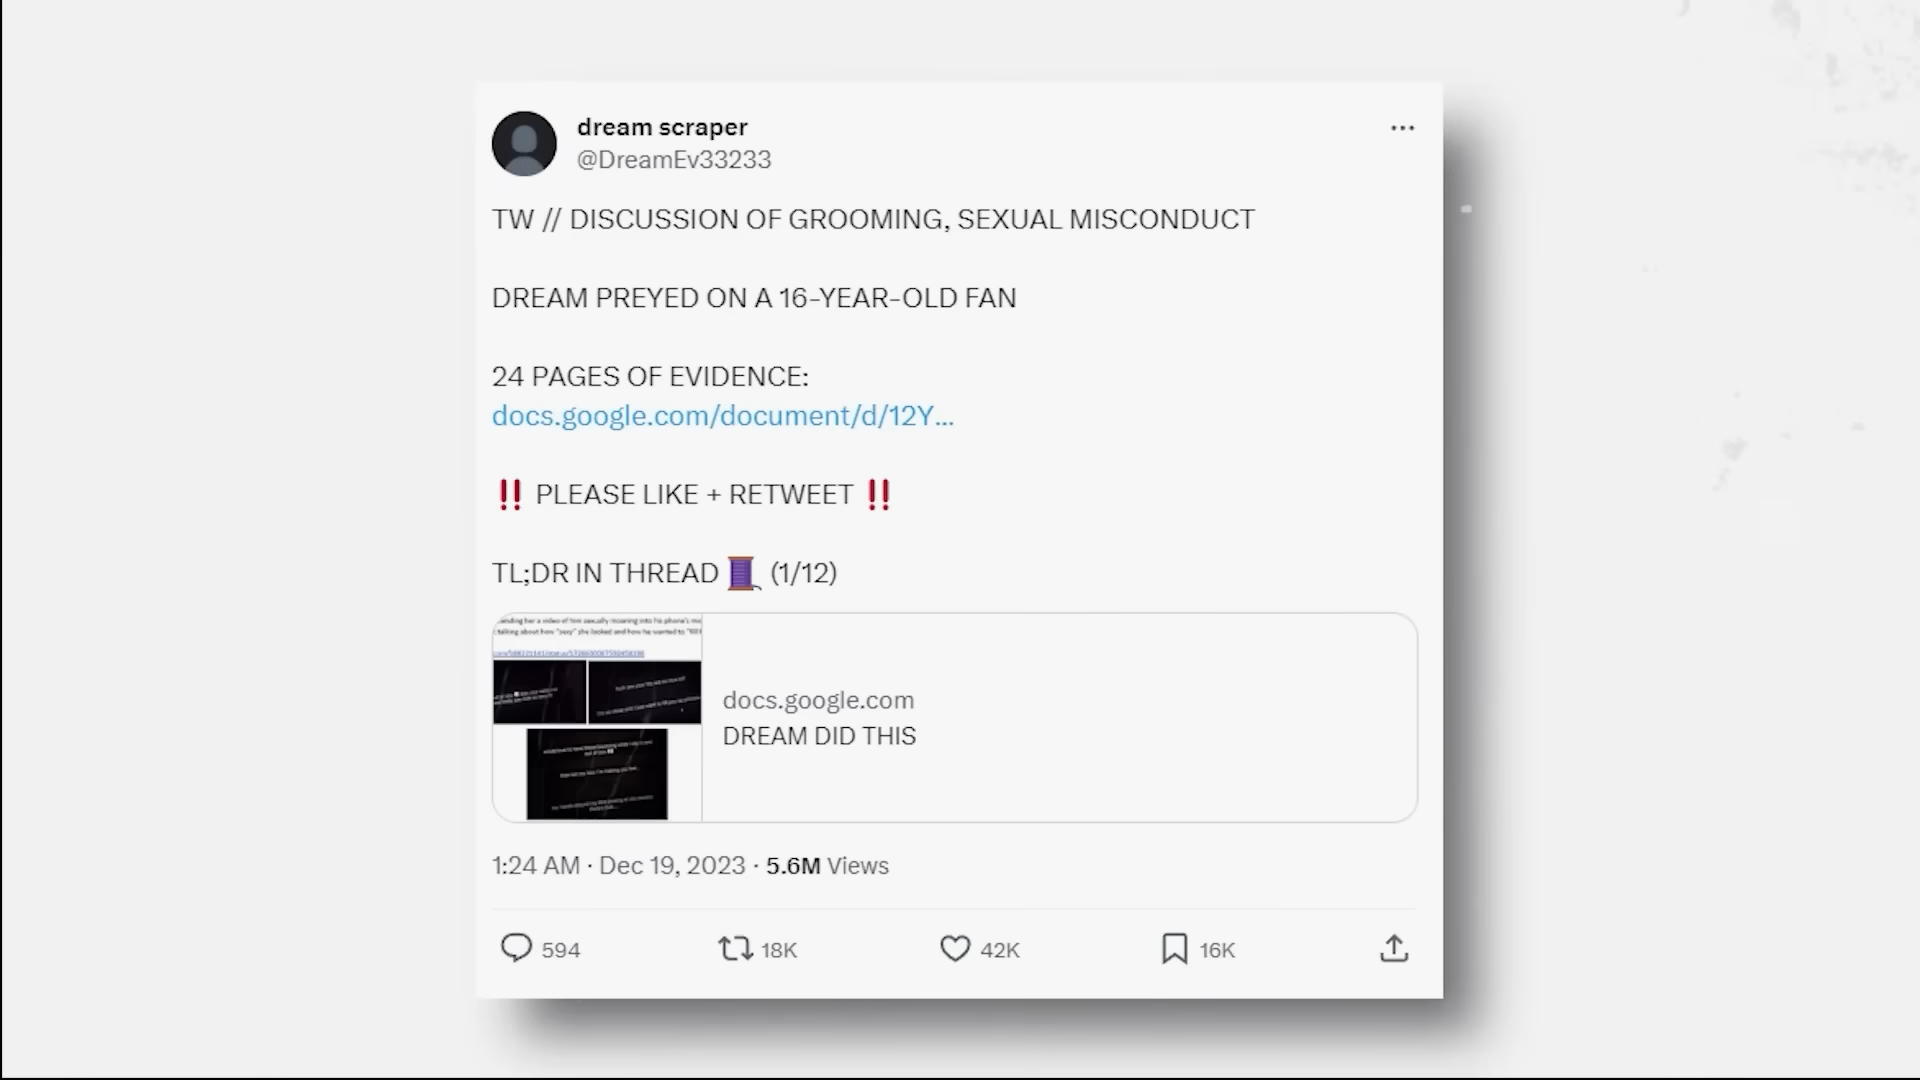 dream scraper
@DreamEv33233
TW // DISCUSSION OF GROOMING, SEXUAL MISCONDUCT
DREAM PREYED ON A 16-YEAR-OLD FAN
24 PAGES OF EVIDENCE:
docs.google.com/document/d/12Y...
‼️ PLEASE LIKE + RETWEET ‼️
TL;DR IN THREAD 🧵 (1/12)
docs.google.com
DREAM DID THIS
1:24 AM · Dec 19, 2023 · 5.6M Views
594 18K 42K 16K